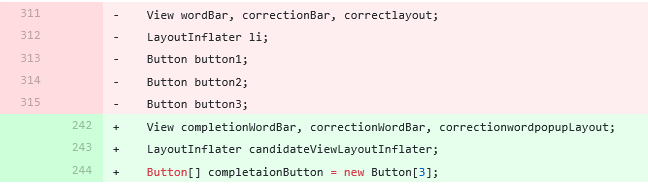 311 - View wordBar, correctionBar, correctlayout;
312 - LayoutInflater li;
313 - Button button1;
314 - Button button2;
315 - Button button3;
242 + View completionWordBar, correctionWordBar, correctionwordpopupLayout;
243 + LayoutInflater candidateViewLayoutInflater;
244 + Button[] completaionButton = new Button[3];